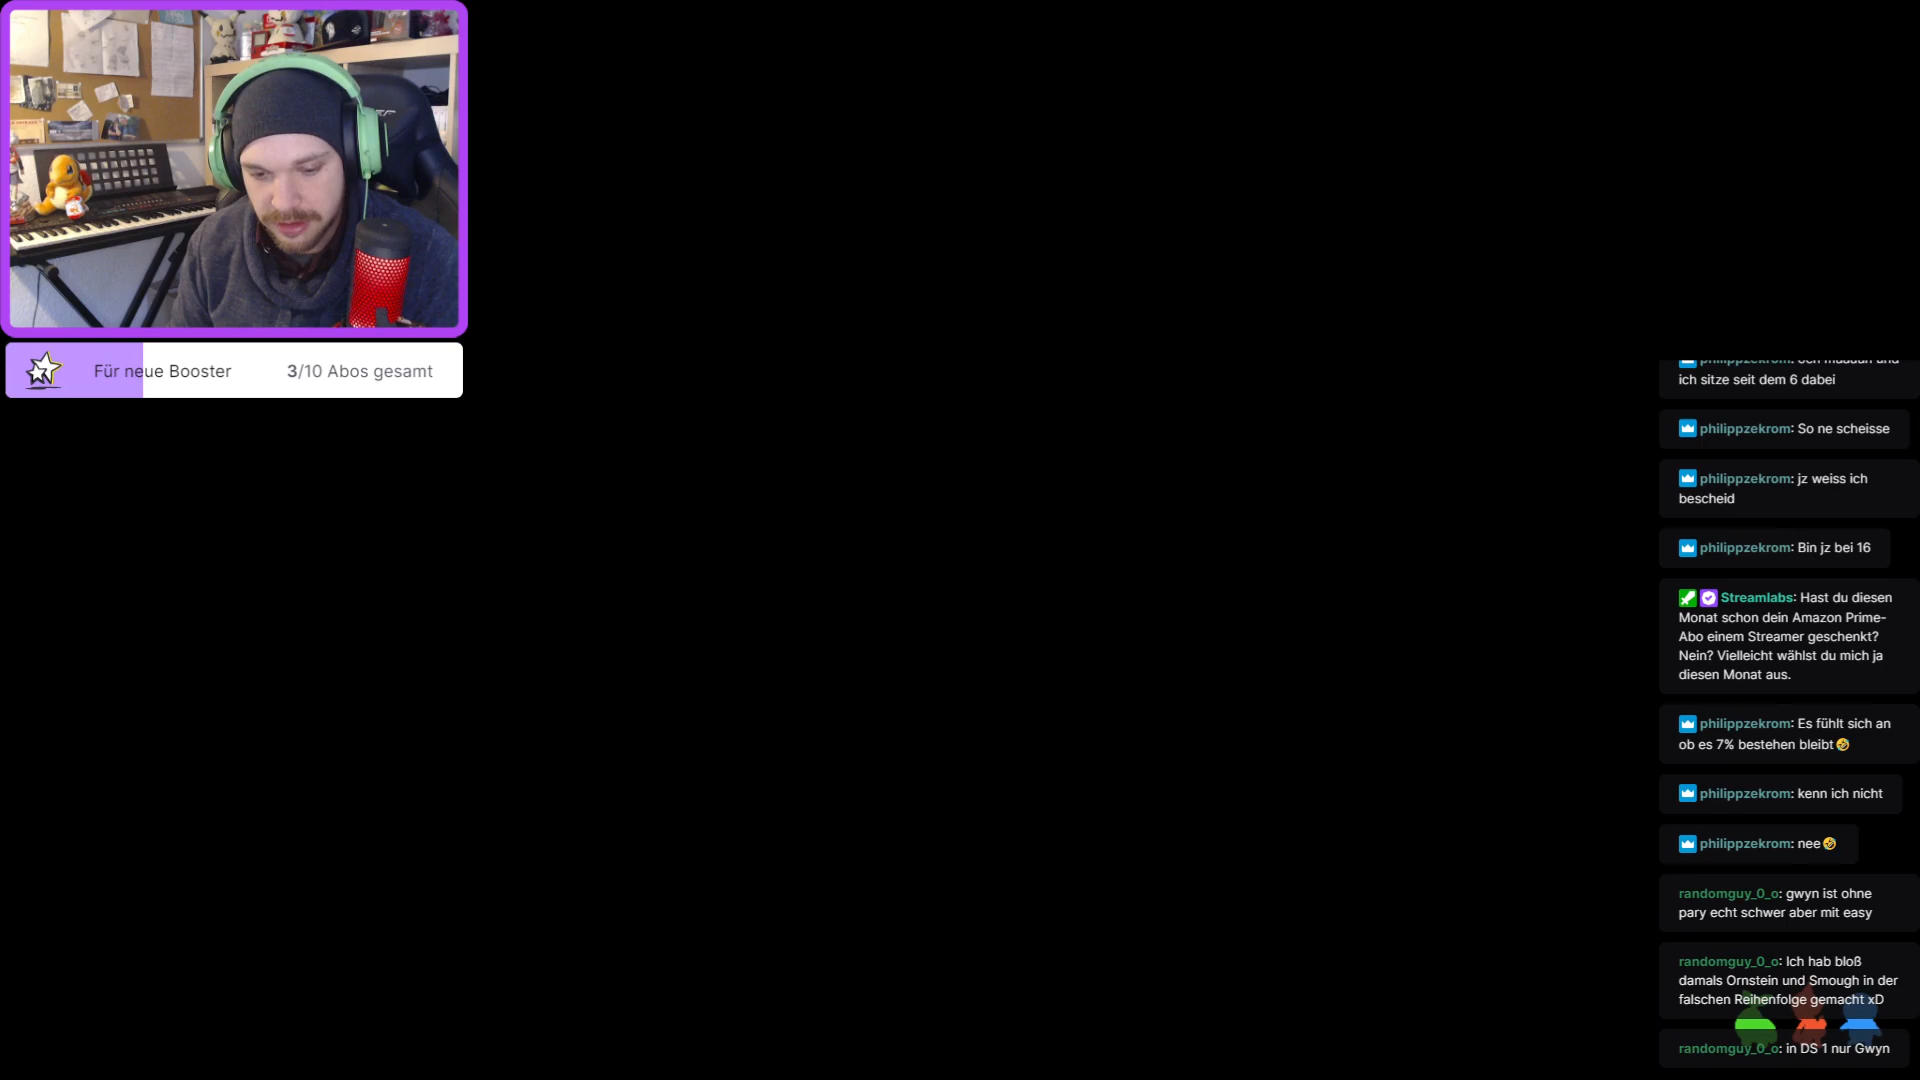 Für neue Booster 3/10 Abos gesamt
ich sitze seit dem 6 dabei
philippzekrom: So ne scheisse
philippzekrom: jz weiss ich
bescheid
philippzekrom: Bin jz bei 16
Streamlabs: Hast du diesen
Monat schon dein Amazon Prime-
Abo einem Streamer geschenkt?
Nein? Vielleicht wählst du mich ja
diesen Monat aus.
philippzekrom: Es fühlt sich an
ob es 7% bestehen bleibt🤣
philippzekrom: kenn ich nicht
philippzekrom: nee🤣
randomguy_0_o: gwyn ist ohne
pary echt schwer aber mit easy
randomguy_0_o: Ich hab bloß
damals Ornstein und Smough in der
falschen Reihenfolge gemacht xD
randomguy_0_o: in DS 1 nur Gwyn